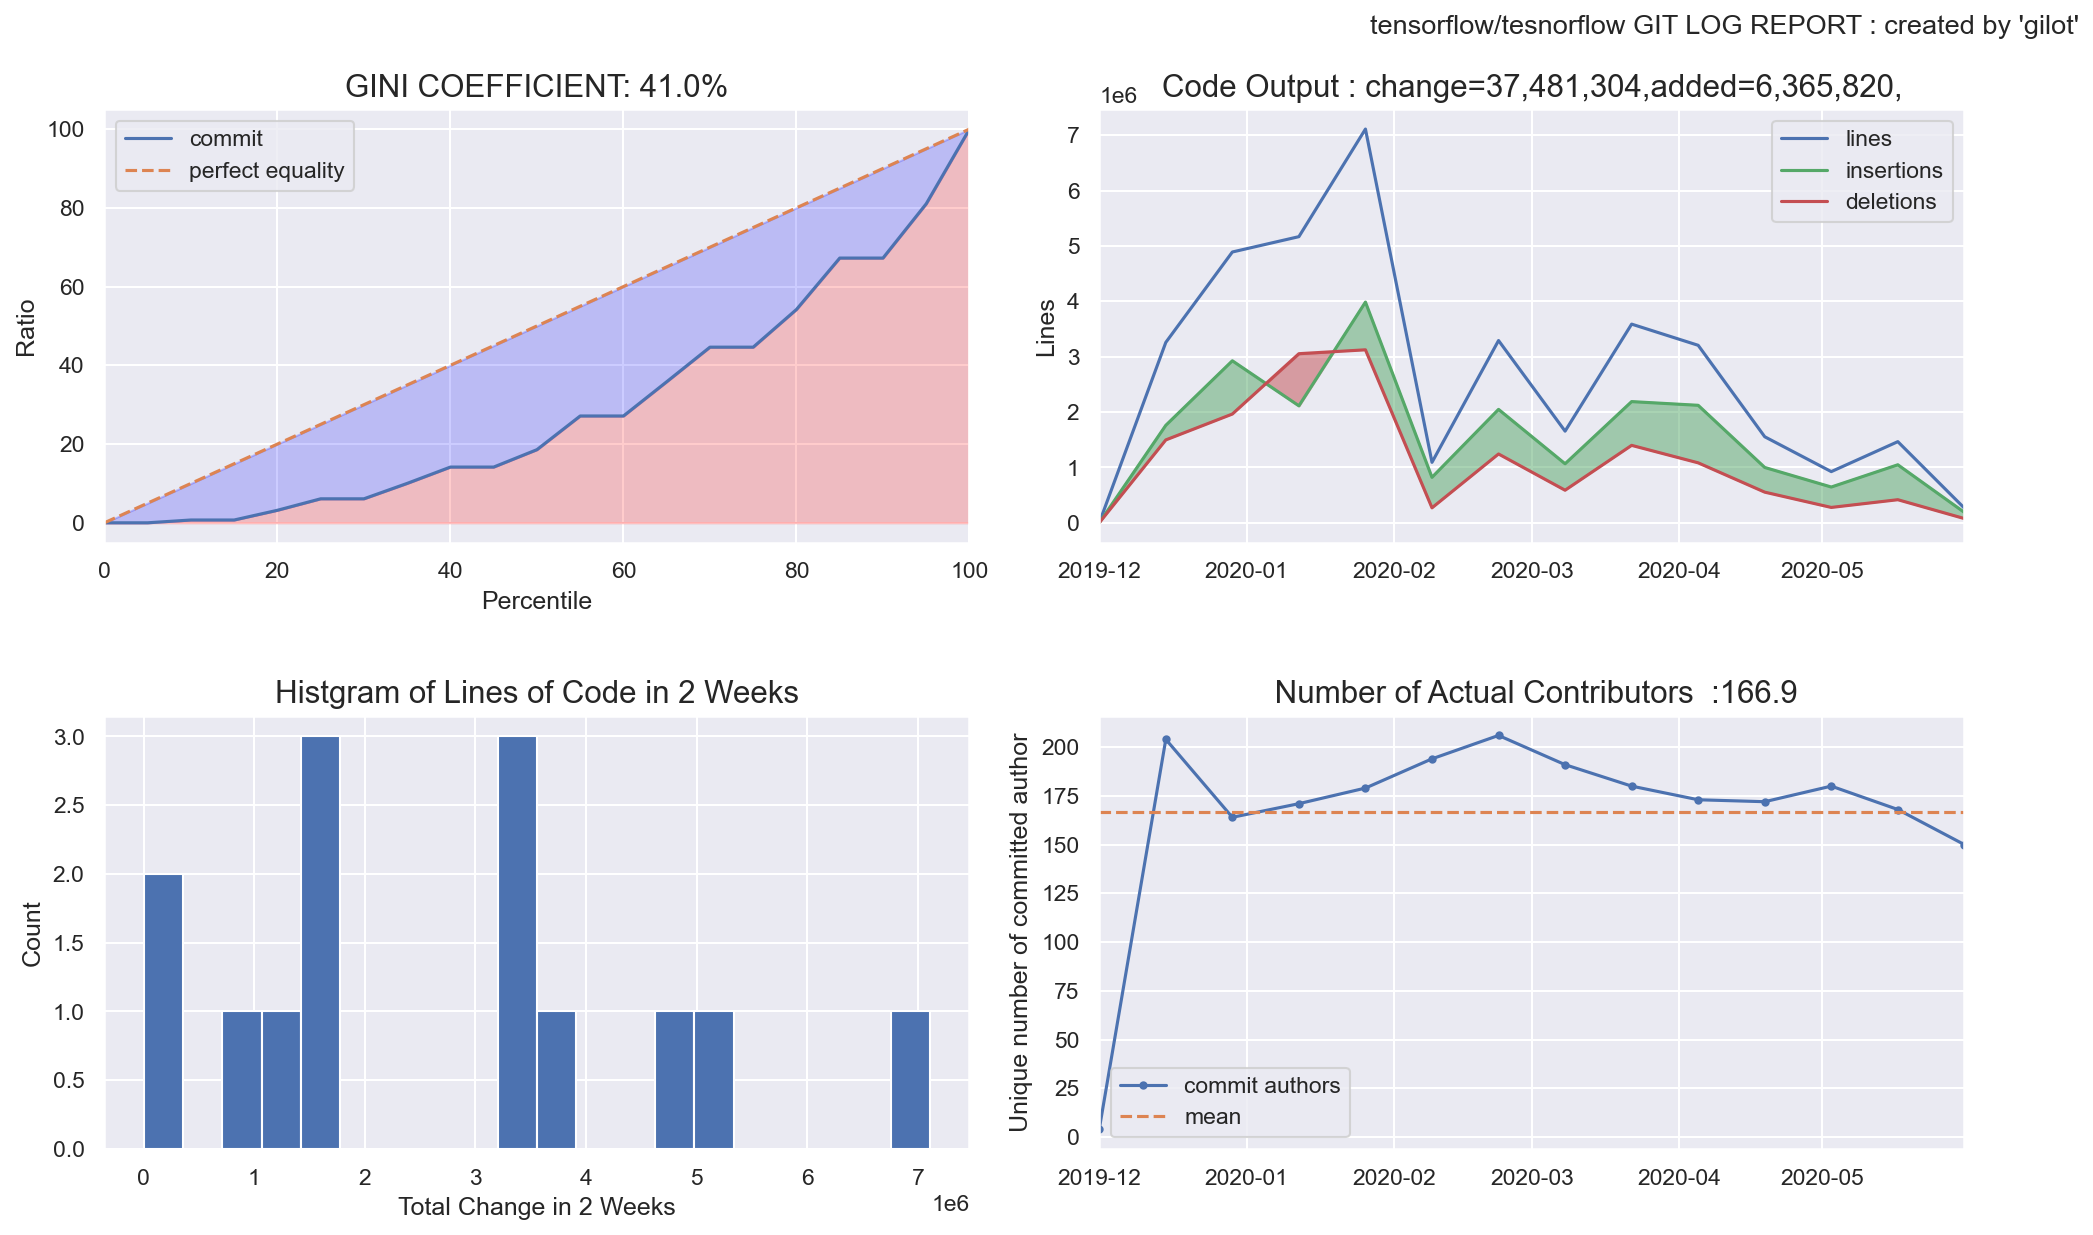 tensorflow/tesnorflow GIT LOG REPORT : created by 'gilot'
GINI COEFFICIENT: 41.0%
commit
perfect equality
100
80
60
40
20
0
Ratio
0 20 40 60 80 100
Percentile
Code Output : change=37,481,304,added=6,365,820,
1e6
lines
insertions
deletions
7
6
5
4
3
2
1
0
Lines
2019-12 2020-01 2020-02 2020-03 2020-04 2020-05
Histgram of Lines of Code in 2 Weeks
3.0
2.5
2.0
1.5
1.0
0.5
0.0
Count
0 1 2 3 4 5 6 7
1e6
Total Change in 2 Weeks
Number of Actual Contributors :166.9
200
175
150
125
100
75
50
25
0
Unique number of committed author
commit authors
mean
2019-12 2020-01 2020-02 2020-03 2020-04 2020-05